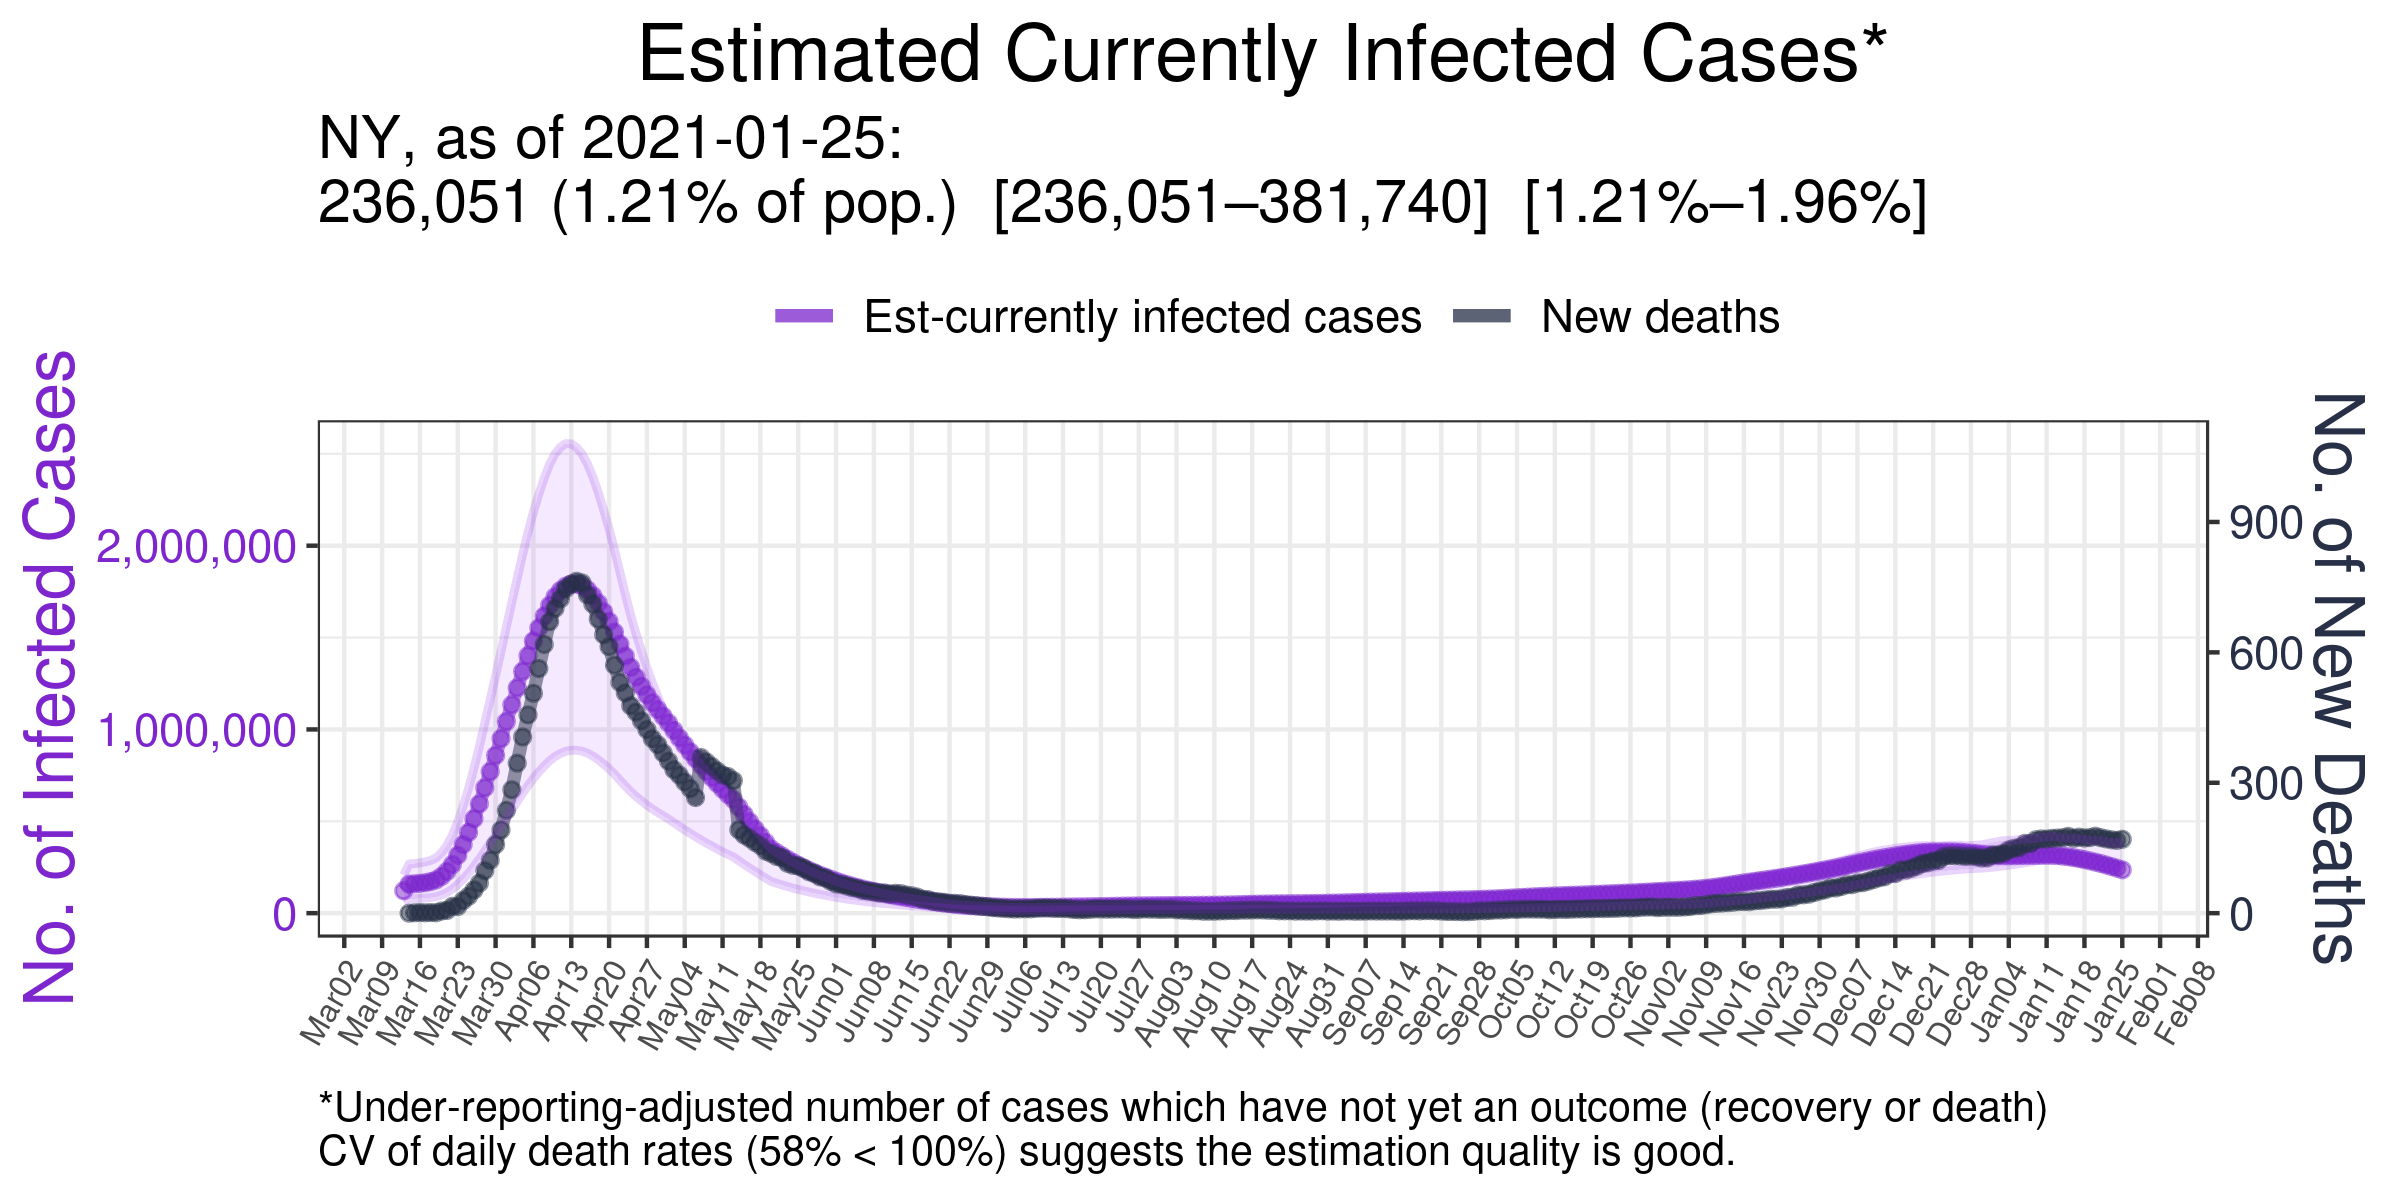 Estimated Currently Infected Cases*
NY, as of 2021-01-25:
236,051 (1.21% of pop.) [236,051–381,740] [1.21%–1.96%]
Est-currently infected cases New deaths
No. of Infected Cases
2,000,000
1,000,000
0
900
600
300
0
No. of New Deaths
Mar02 Mar09 Mar16 Mar23 Mar30 Apr06 Apr13 Apr20 Apr27 May04 May11 May18 May25 Jun01 Jun08 Jun15 Jun22 Jun29 Jul06 Jul13 Jul20 Jul27 Aug03 Aug10 Aug17 Aug24 Aug31 Sep07 Sep14 Sep21 Sep28 Oct05 Oct12 Oct19 Oct26 Nov02 Nov09 Nov16 Nov23 Nov30 Dec07 Dec14 Dec21 Dec28 Jan04 Jan11 Jan18 Jan25 Feb01 Feb08
*Under-reporting-adjusted number of cases which have not yet an outcome (recovery or death)
CV of daily death rates (58% < 100%) suggests the estimation quality is good.